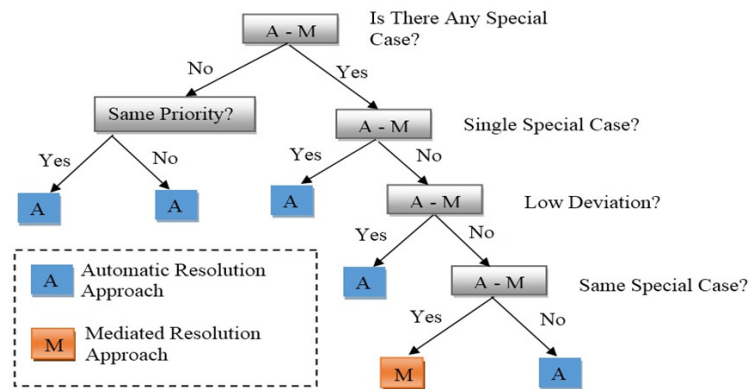 Is There Any Special
Case?
A - M
No
Yes
Same Priority?
A - M
Single Special Case?
Yes
No
Yes
No
A
A
A
A - M
Low Deviation?
Yes
No
A
A - M
Same Special Case?
Yes
No
M
A
A
Automatic Resolution
Approach
M
Mediated Resolution
Approach